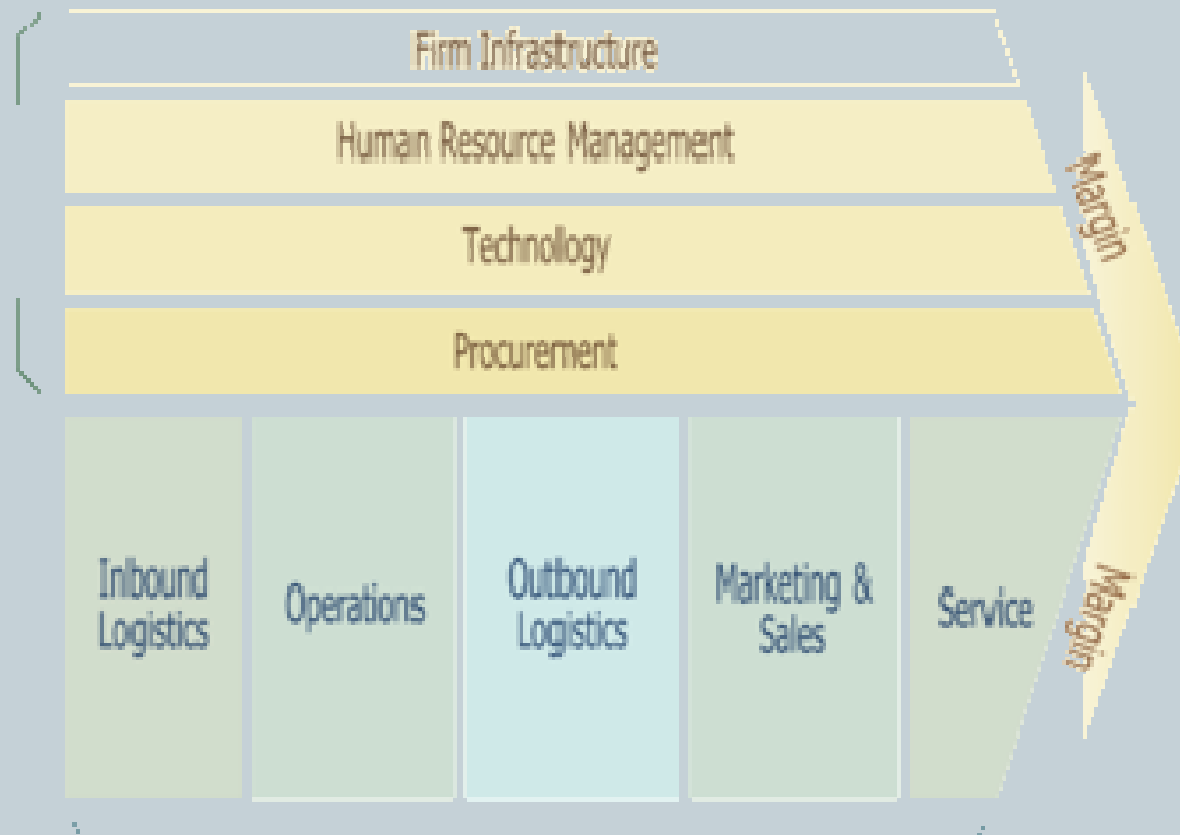 Firm Infrastructure
Human Resource Management
Technology
Procurement
Margin
Inbound
Logistics
Operations
Outbound
Logistics
Marketing &
Sales
Service
Margin